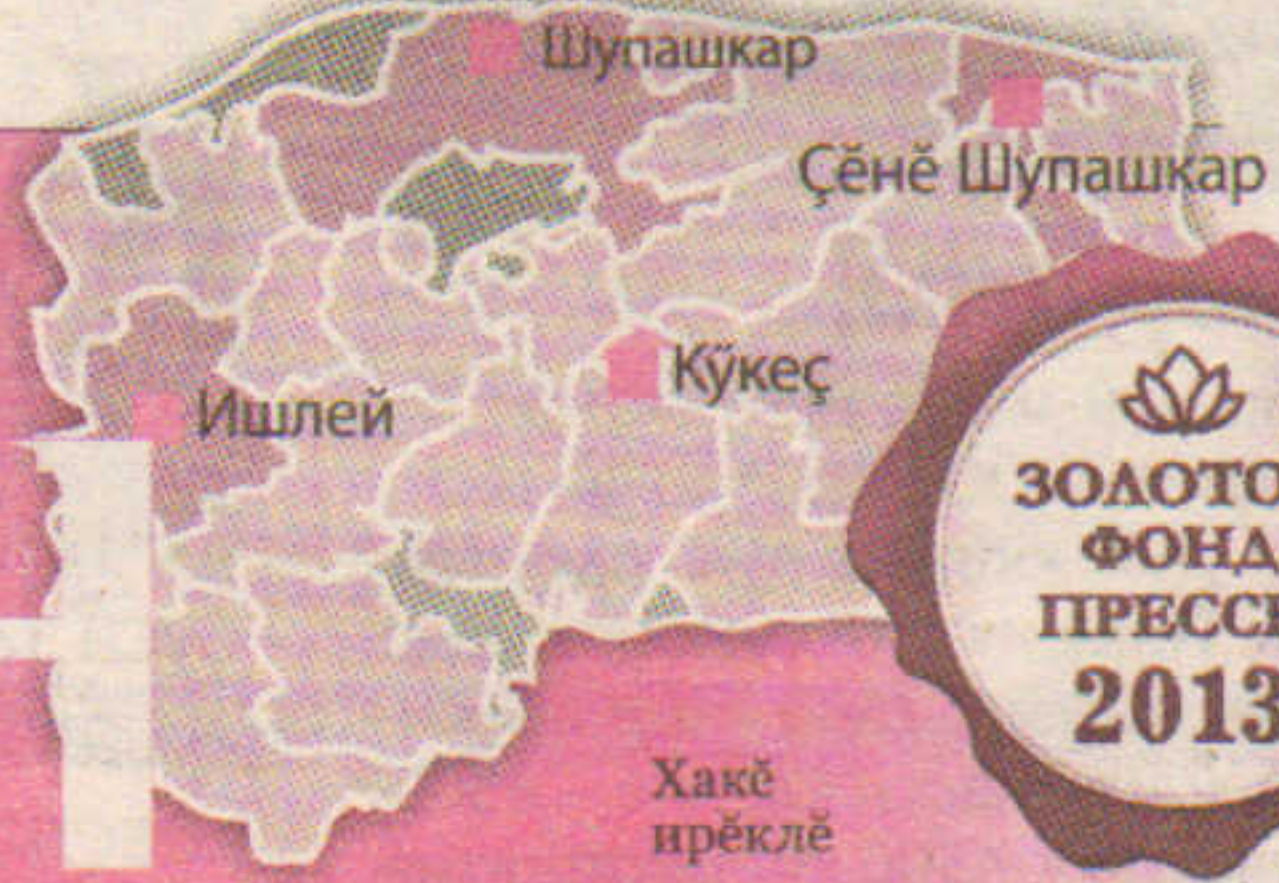 Шупашкар
Ҫӗнӗ Шупашкар
Кӳкеҫ
Ишлей
ЗОЛОТО
ФОНД
ПРЕСС
2013
Хакӗ
ирӗклӗ